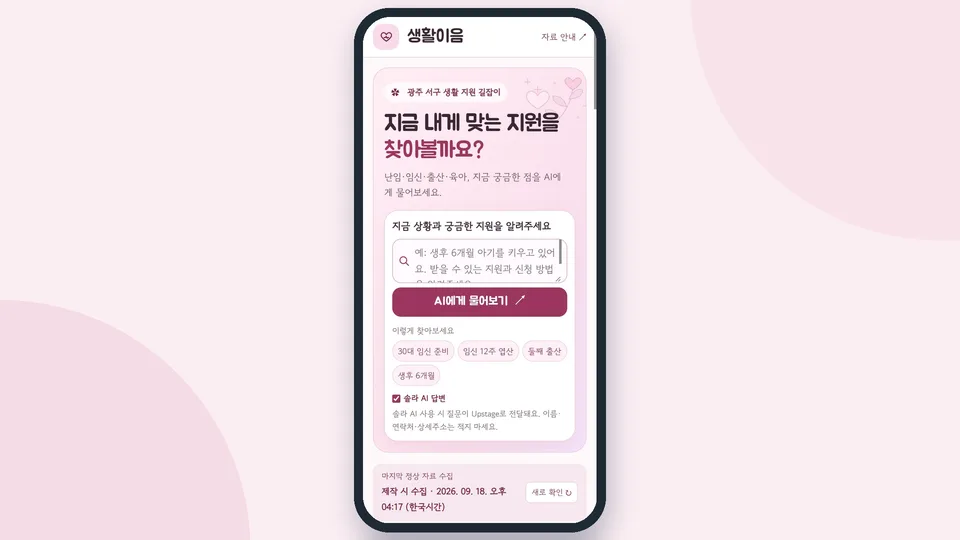 생활이음
자료 안내 ↗
광주 서구 생활 지원 길잡이
지금 내게 맞는 지원을
찾아볼까요?
난임·임신·출산·육아, 지금 궁금한 점을 AI에
게 물어보세요.
지금 상황과 궁금한 지원을 알려주세요
예: 생후 6개월 아기를 키우고 있어
요. 받을 수 있는 지원과 신청 방법
AI에게 물어보기 ↗
이렇게 찾아보세요
30대 임신 준비
임신 12주 엽산
둘째 출산
생후 6개월
솔라 AI 답변
솔라 AI 사용 시 질문이 Upstage로 전달돼요. 이름·
연락처·상세주소는 적지 마세요.
마지막 정상 자료 수집
제작 시 수집 · 2026. 09. 18. 오후
04:17 (한국시간)
새로 확인 ↻